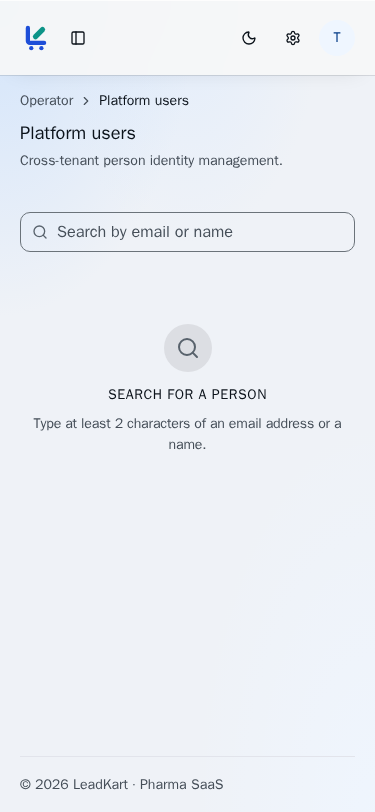 T
Operator > Platform users
Platform users
Cross-tenant person identity management.
Search by email or name
SEARCH FOR A PERSON
Type at least 2 characters of an email address or a
name.
© 2026 LeadKart · Pharma SaaS